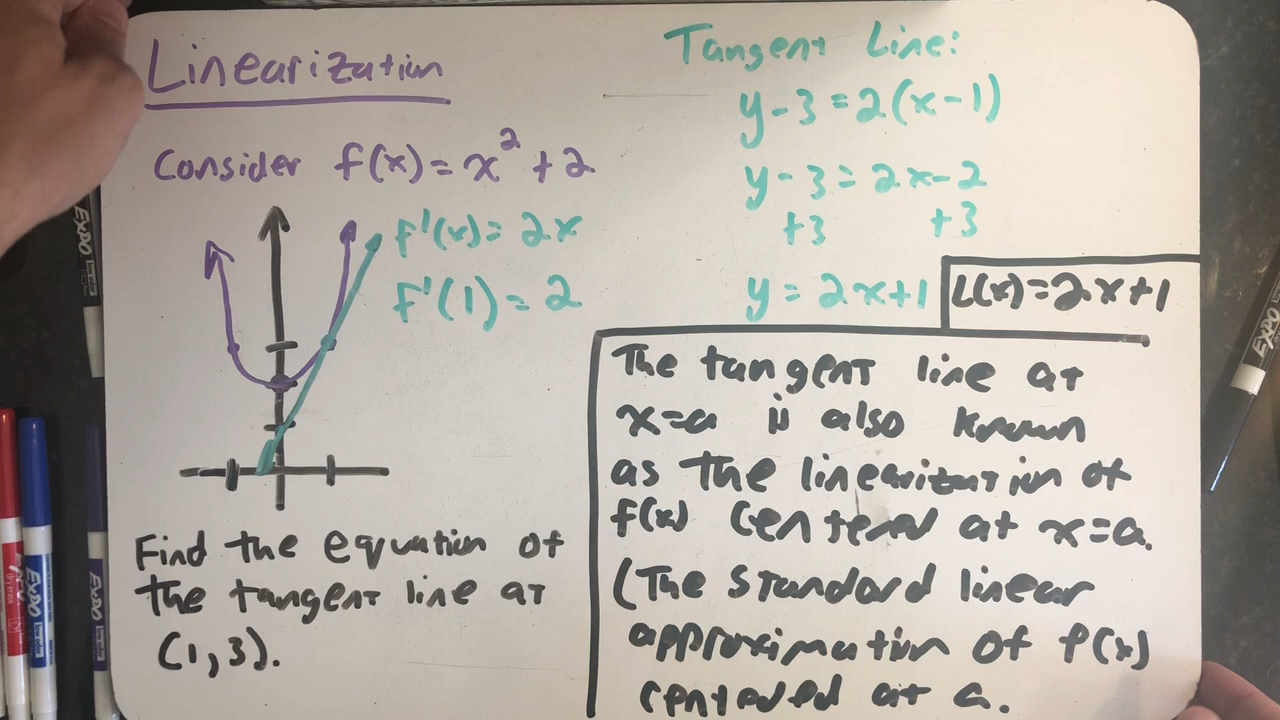 Linearization
Consider f(x) = x² + 2
f'(x) = 2x
f'(1) = 2
Find the equation of
the tangent line at
(1,3).
Tangent Line:
y - 3 = 2(x - 1)
y - 3 = 2x - 2
+3 +3
y = 2x + 1
L(x) = 2x + 1
The tangent line at
x=a is also known
as the linearization of
f(x) centered at x=a.
(The standard linear
approximation of f(x)
centered at a.
EXPO
EXPO
EXPO
EXPO
EXPO